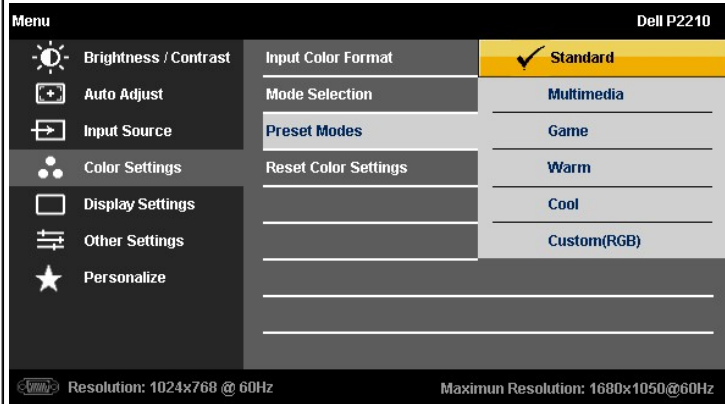 Menu Dell P2210
Brightness / Contrast Input Color Format Standard
Auto Adjust Mode Selection Multimedia
Input Source Preset Modes Game
Color Settings Reset Color Settings Warm
Display Settings Cool
Other Settings Custom(RGB)
Personalize
Resolution: 1024x768 @ 60Hz Maximun Resolution: 1680x1050@60Hz